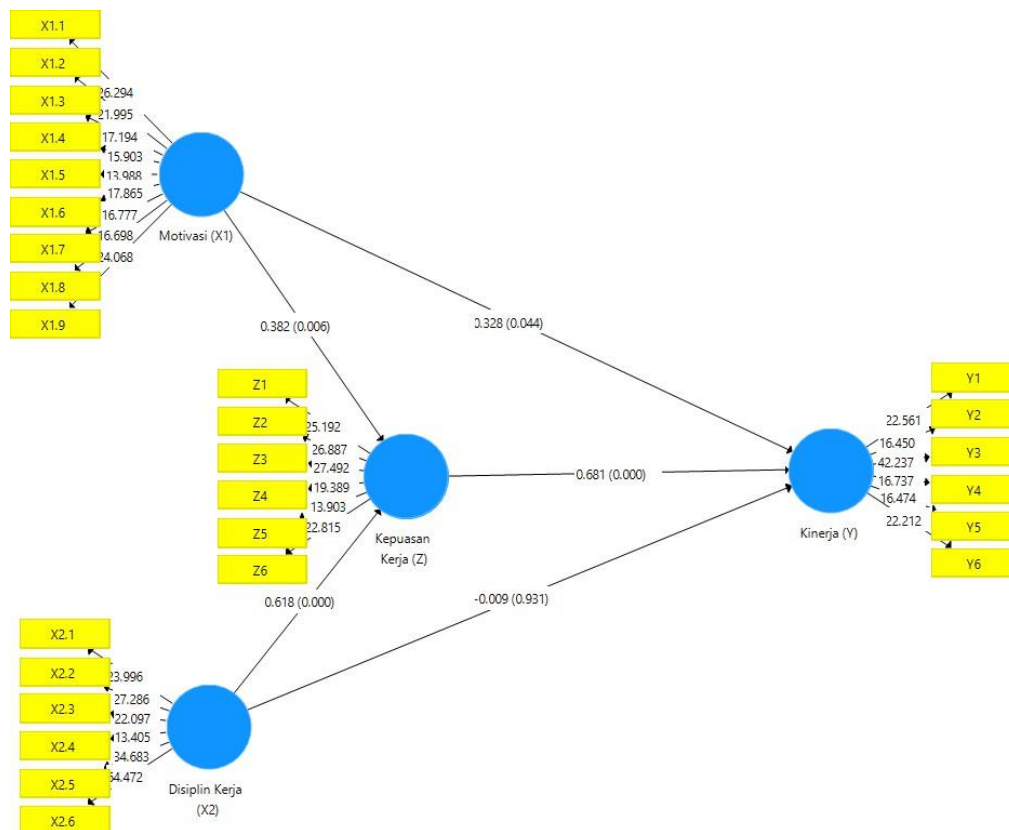 X1.1
X1.2
X1.3
X1.4
X1.5
X1.6
X1.7
X1.8
X1.9
26.294
21.995
17.194
15.903
13.988
17.865
16.777
16.698
24.068
Motivasi (X1)
0.382 (0.006)
0.328 (0.044)
Z1
Z2
Z3
Z4
Z5
Z6
25.192
26.887
27.492
19.389
13.903
22.815
Kepuasan
Kerja (Z)
0.681 (0.000)
0.618 (0.000)
-0.009 (0.931)
Kinerja (Y)
22.561
16.450
42.237
16.737
16.474
22.212
Y1
Y2
Y3
Y4
Y5
Y6
X2.1
X2.2
X2.3
X2.4
X2.5
X2.6
23.996
27.286
22.097
13.405
34.683
Disiplin Kerja
(X2)